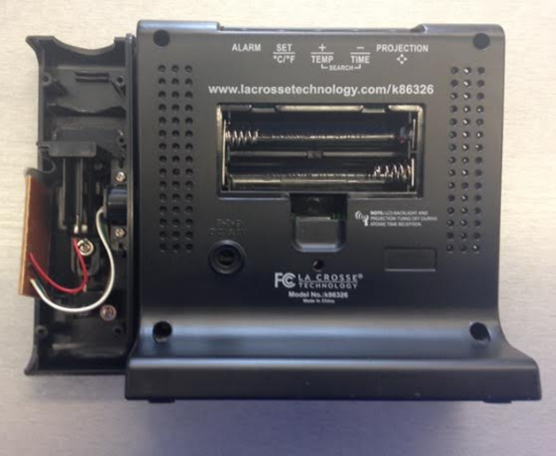 ALARM SET + − PROJECTION
°C/°F TEMP TIME
SEARCH
www.lacrossetechnology.com/k86326
NOTE: LCD BACKLIGHT AND
PROJECTION TURNS OFF DURING
ATOMIC TIME RECEPTION.
FC LA CROSSE®
TECHNOLOGY
Model No.:k86326
Made in China